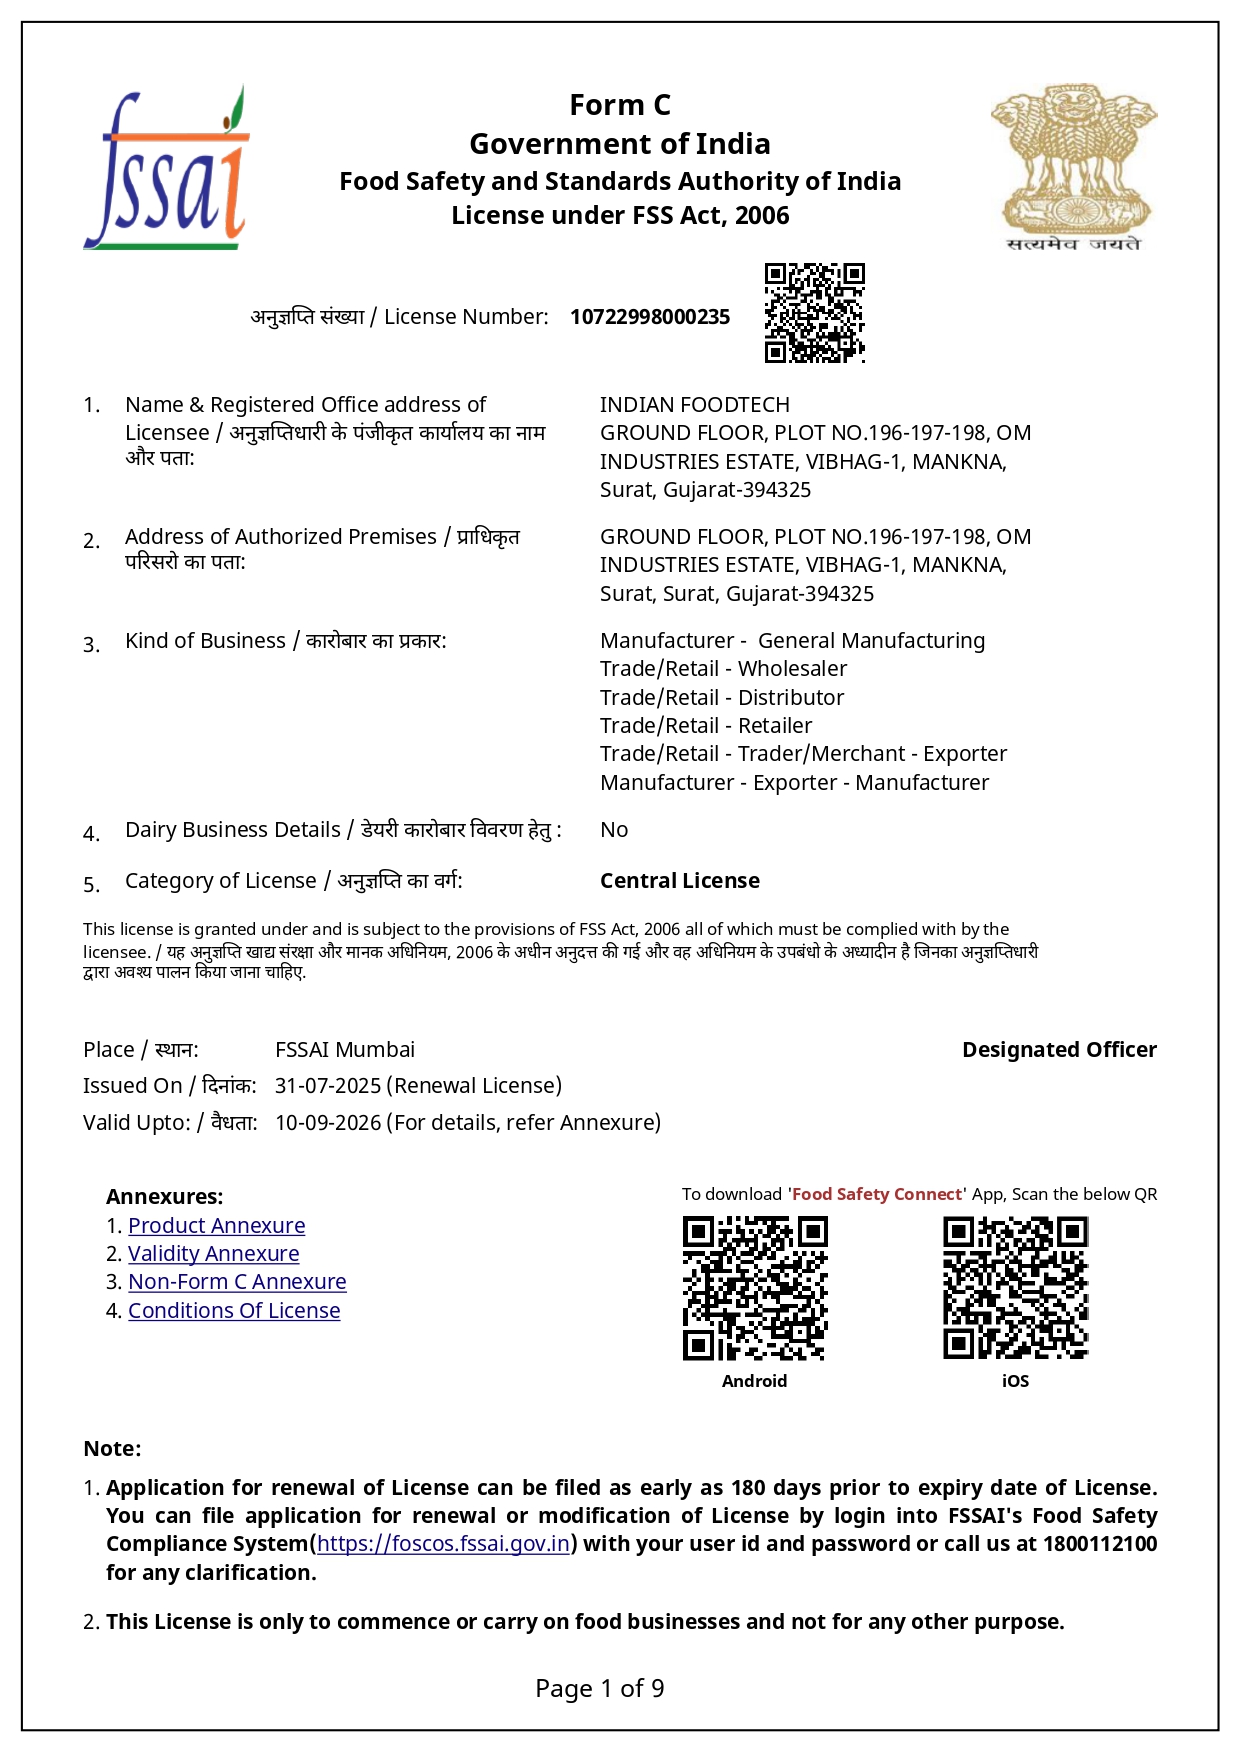 fssai
Form C
Government of India
Food Safety and Standards Authority of India
License under FSS Act, 2006
सत्यमेव जयते
अनुज्ञप्ति संख्या / License Number: 10722998000235
1. Name & Registered Office address of
Licensee / अनुज्ञप्तिधारी के पंजीकृत कार्यालय का नाम
और पता:
INDIAN FOODTECH
GROUND FLOOR, PLOT NO.196-197-198, OM
INDUSTRIES ESTATE, VIBHAG-1, MANKNA,
Surat, Gujarat-394325
2. Address of Authorized Premises / प्राधिकृत
परिसरो का पता:
GROUND FLOOR, PLOT NO.196-197-198, OM
INDUSTRIES ESTATE, VIBHAG-1, MANKNA,
Surat, Surat, Gujarat-394325
3. Kind of Business / कारोबार का प्रकार:
Manufacturer - General Manufacturing
Trade/Retail - Wholesaler
Trade/Retail - Distributor
Trade/Retail - Retailer
Trade/Retail - Trader/Merchant - Exporter
Manufacturer - Exporter - Manufacturer
4. Dairy Business Details / डेयरी कारोबार विवरण हेतु : No
5. Category of License / अनुज्ञप्ति का वर्ग: Central License
This license is granted under and is subject to the provisions of FSS Act, 2006 all of which must be complied with by the
licensee. / यह अनुज्ञप्ति खाद्य संरक्षा और मानक अधिनियम, 2006 के अधीन अनुदत्त की गई और वह अधिनियम के उपबंधो के अध्यादीन है जिनका अनुज्ञप्तिधारी
द्वारा अवश्य पालन किया जाना चाहिए.
Place / स्थान: FSSAI Mumbai Designated Officer
Issued On / दिनांक: 31-07-2025 (Renewal License)
Valid Upto: / वैधता: 10-09-2026 (For details, refer Annexure)
Annexures:
1. Product Annexure
2. Validity Annexure
3. Non-Form C Annexure
4. Conditions Of License
To download 'Food Safety Connect' App, Scan the below QR
Android iOS
Note:
1. Application for renewal of License can be filed as early as 180 days prior to expiry date of License.
You can file application for renewal or modification of License by login into FSSAI's Food Safety
Compliance System(https://foscos.fssai.gov.in) with your user id and password or call us at 1800112100
for any clarification.
2. This License is only to commence or carry on food businesses and not for any other purpose.
Page 1 of 9